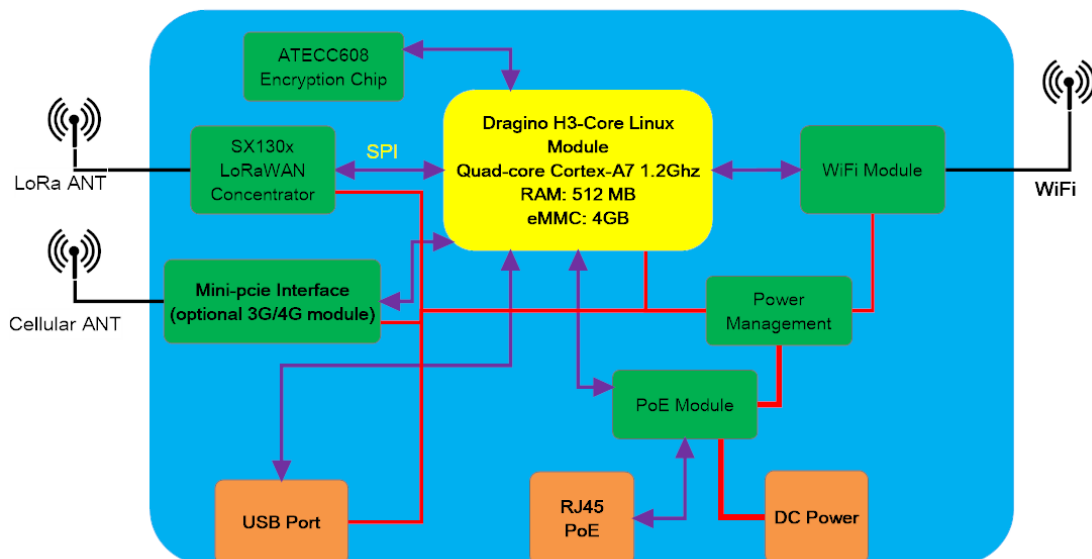 ATECC608
Encryption Chip
Dragino H3-Core Linux
Module
Quad-core Cortex-A7 1.2Ghz
RAM: 512 MB
eMMC: 4GB
SX130x
LoRaWAN
Concentrator
SPI
WiFi Module
LoRa ANT
WiFi
Mini-pcie Interface
(optional 3G/4G module)
Cellular ANT
Power
Management
PoE Module
USB Port
RJ45
PoE
DC Power